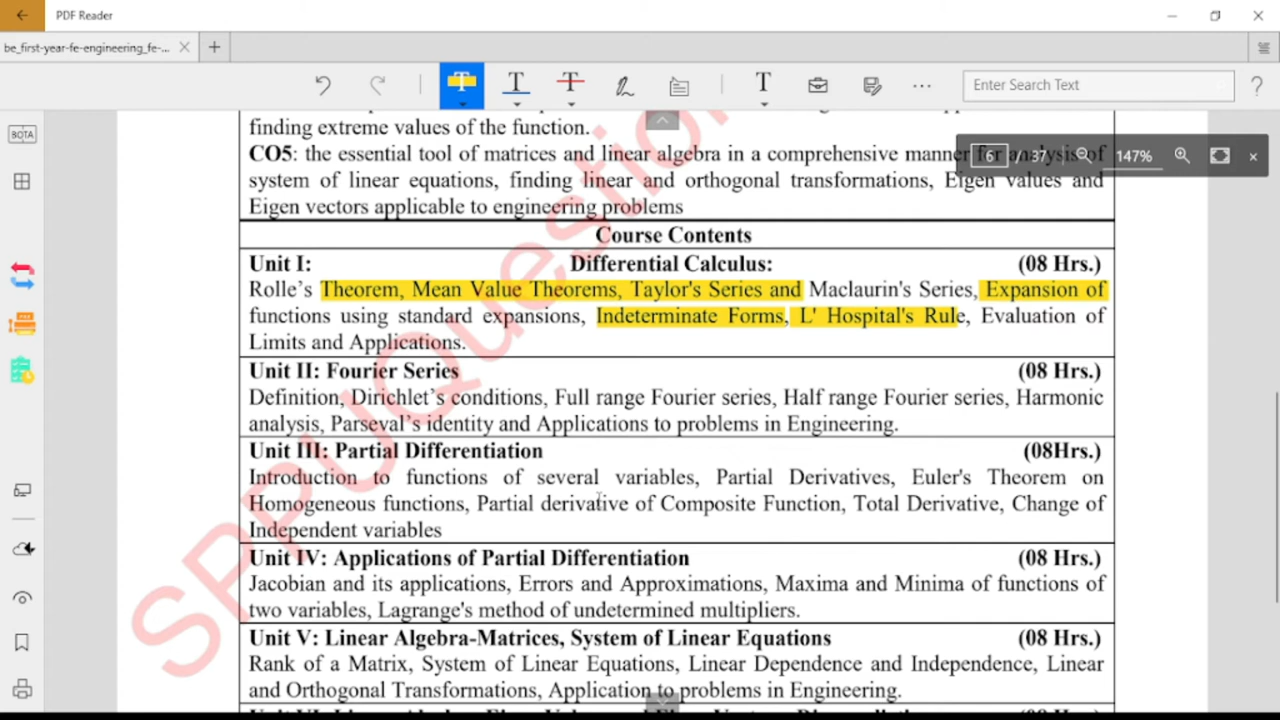 PDF Reader
be_first-year-fe-engineering_fe-...
Enter Search Text
BOTA
6 / 37 147%
finding extreme values of the function.
CO5: the essential tool of matrices and linear algebra in a comprehensive manner for analysis of
system of linear equations, finding linear and orthogonal transformations, Eigen values and
Eigen vectors applicable to engineering problems
Course Contents
Unit I: Differential Calculus: (08 Hrs.)
Rolle’s Theorem, Mean Value Theorems, Taylor's Series and Maclaurin's Series, Expansion of
functions using standard expansions, Indeterminate Forms, L' Hospital's Rule, Evaluation of
Limits and Applications.
Unit II: Fourier Series (08 Hrs.)
Definition, Dirichlet’s conditions, Full range Fourier series, Half range Fourier series, Harmonic
analysis, Parseval’s identity and Applications to problems in Engineering.
Unit III: Partial Differentiation (08Hrs.)
Introduction to functions of several variables, Partial Derivatives, Euler's Theorem on
Homogeneous functions, Partial derivative of Composite Function, Total Derivative, Change of
Independent variables
Unit IV: Applications of Partial Differentiation (08 Hrs.)
Jacobian and its applications, Errors and Approximations, Maxima and Minima of functions of
two variables, Lagrange's method of undetermined multipliers.
Unit V: Linear Algebra-Matrices, System of Linear Equations (08 Hrs.)
Rank of a Matrix, System of Linear Equations, Linear Dependence and Independence, Linear
and Orthogonal Transformations, Application to problems in Engineering.
SPPUQuestion